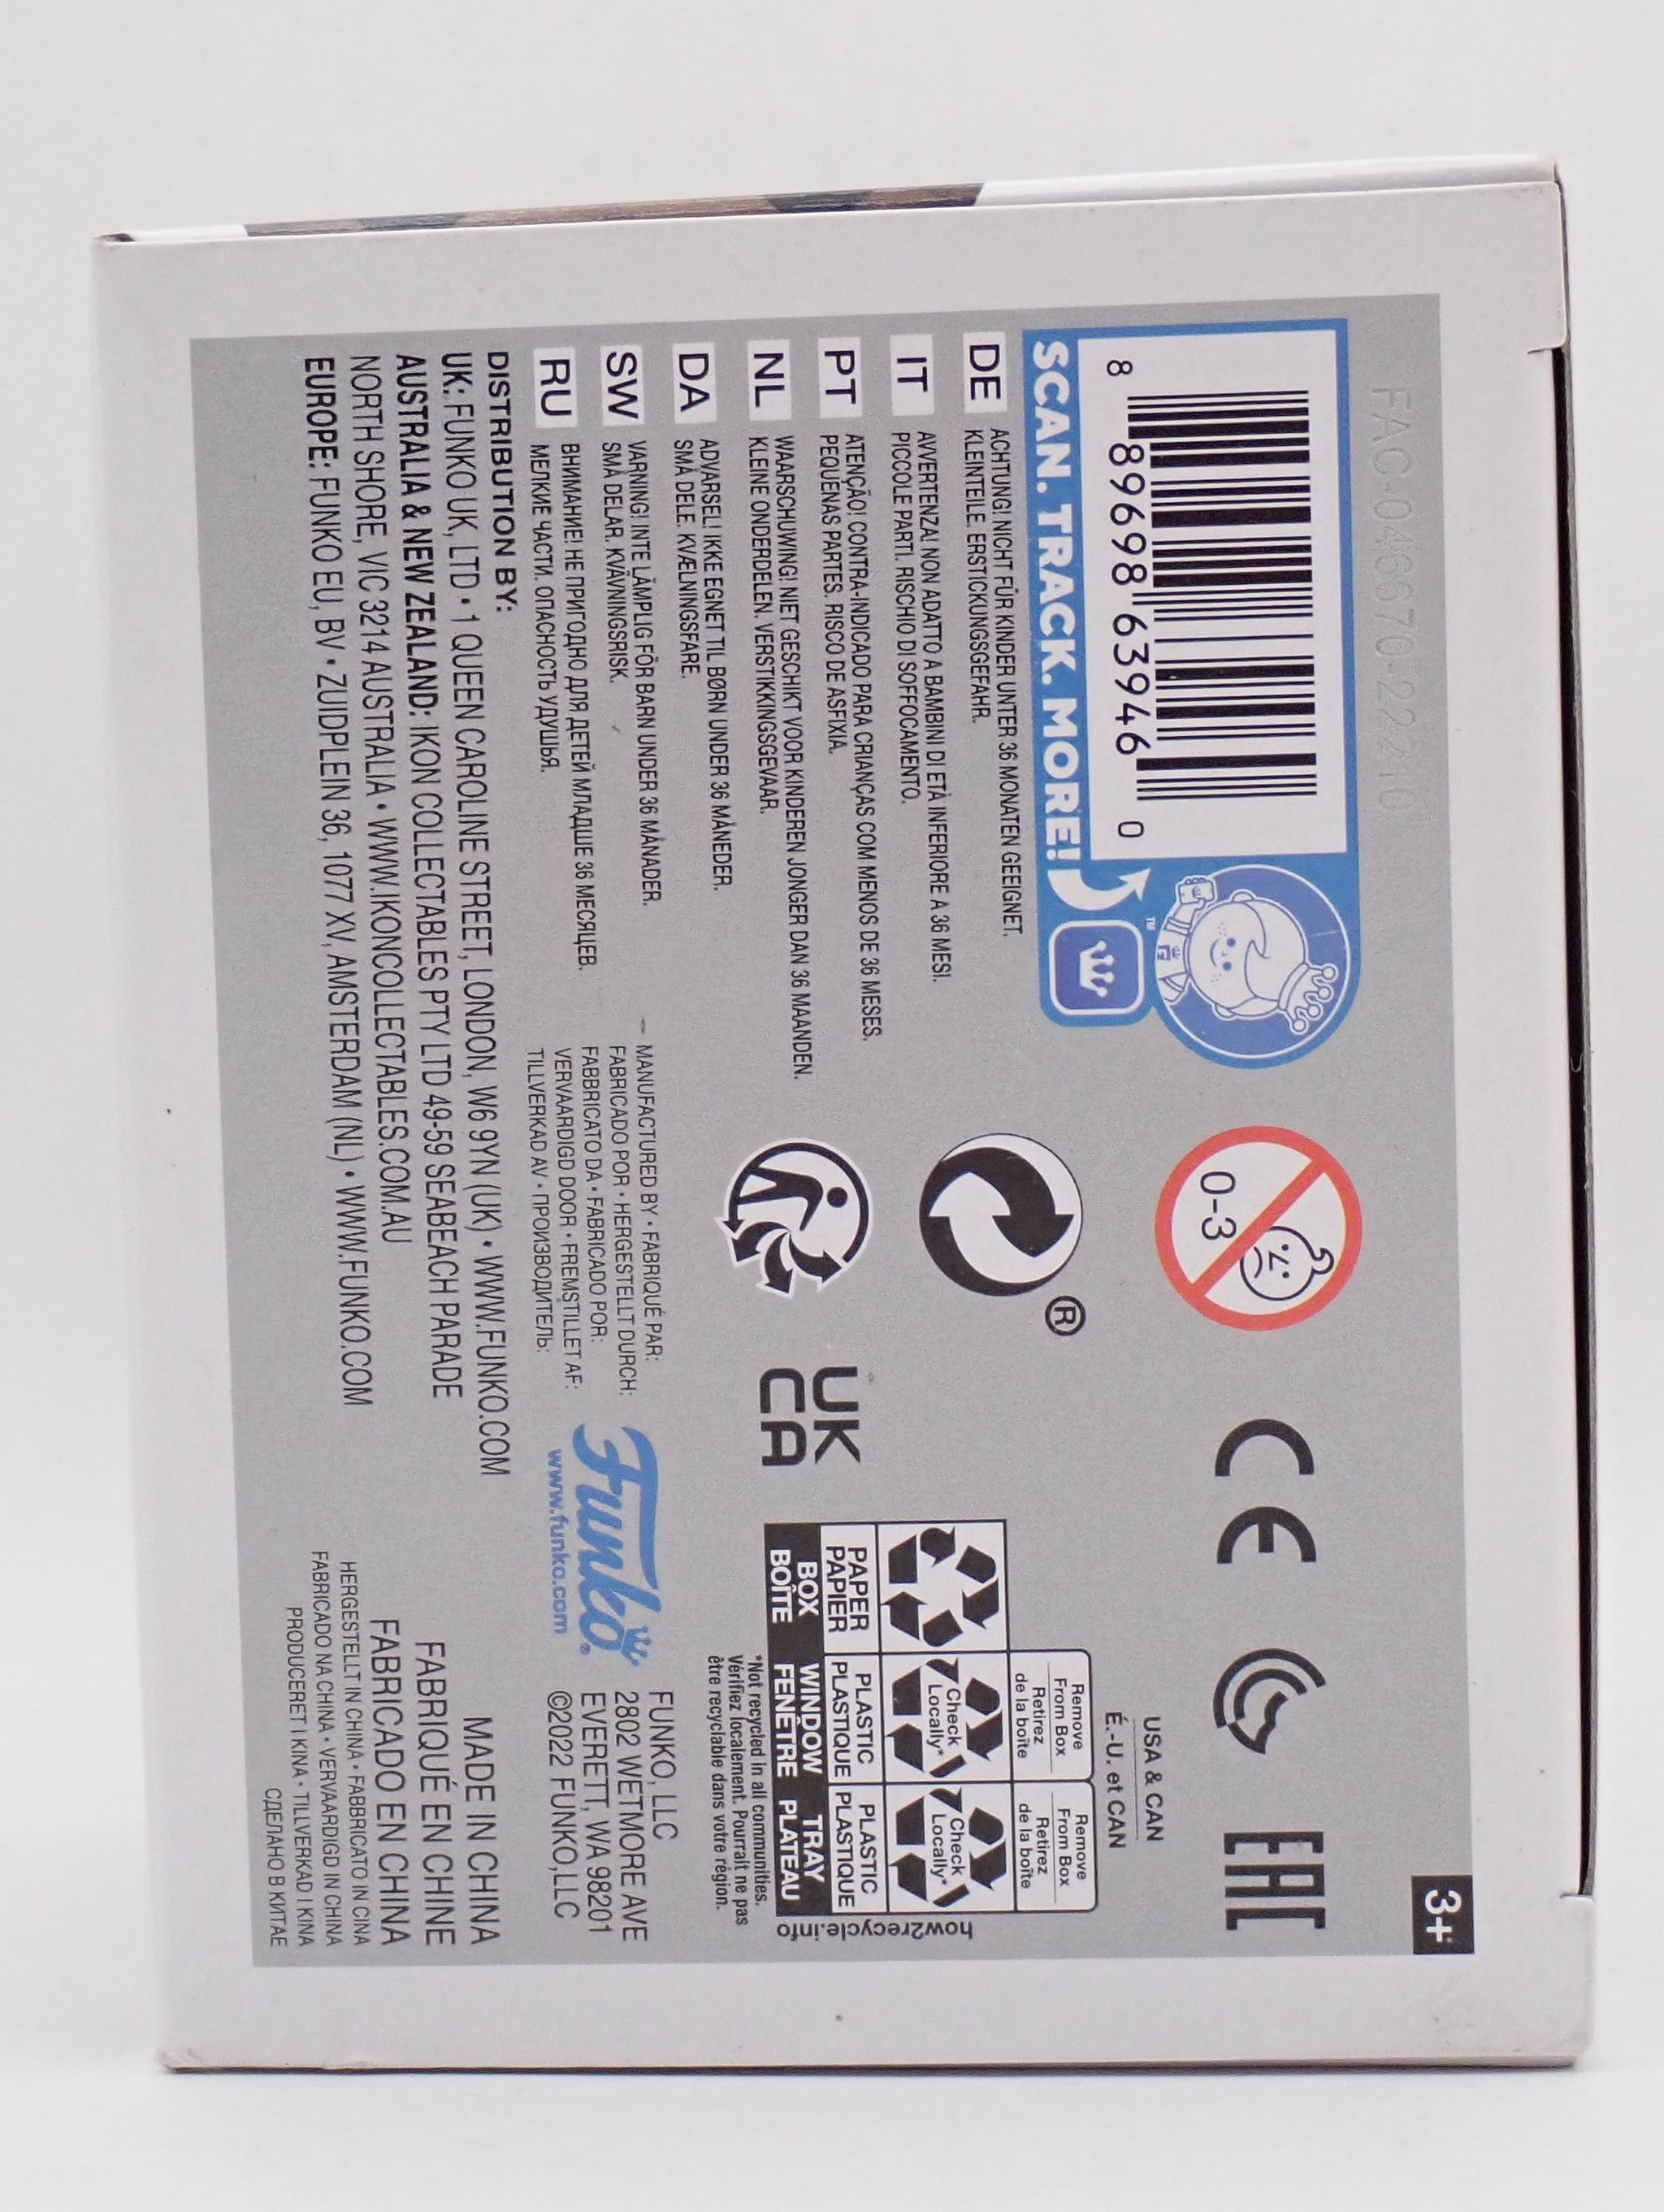 FAC-046670-22210
3+
8 89698 63946 0
SCAN. TRACK. MORE!
™
F
0-3
CE
EAC
DE ACHTUNG! NICHT FÜR KINDER UNTER 36 MONATEN GEEIGNET.
KLEINTEILE. ERSTICKUNGSGEFAHR.
IT AVVERTENZA! NON ADATTO A BAMBINI DI ETÀ INFERIORE A 36 MESI.
PICCOLE PARTI. RISCHIO DI SOFFOCAMENTO.
PT ATENÇÃO! CONTRA-INDICADO PARA CRIANÇAS COM MENOS DE 36 MESES.
PEQUENAS PARTES. RISCO DE ASFIXIA.
NL WAARSCHUWING! NIET GESCHIKT VOOR KINDEREN JONGER DAN 36 MAANDEN.
KLEINE ONDERDELEN. VERSTIKKINGSGEVAAR.
DA ADVARSEL! IKKE EGNET TIL BØRN UNDER 36 MÅNEDER.
SMÅ DELE. KVÆLNINGSFARE.
SW VARNING! INTE LÄMPLIG FÖR BARN UNDER 36 MÅNADER.
SMÅ DELAR. KVÄVNINGSRISK.
RU ВНИМАНИЕ! НЕ ПРИГОДНО ДЛЯ ДЕТЕЙ МЛАДШЕ 36 МЕСЯЦЕВ.
МЕЛКИЕ ЧАСТИ. ОПАСНОСТЬ УДУШЬЯ.
®
UK
CA
USA & CAN
É.-U. et CAN
Remove
From Box
Retirez
de la boîte
Remove
From Box
Retirez
de la boîte
Check
Locally*
Check
Locally*
PAPER
PAPIER
PLASTIC
PLASTIQUE
PLASTIC
PLASTIQUE
BOX
BOÎTE
WINDOW
FENÊTRE
TRAY
PLATEAU
how2recycle.info
*Not recycled in all communities.
Vérifiez localement. Pourrait ne pas
être recyclable dans votre région.
MANUFACTURED BY • FABRIQUÉ PAR:
FABRICADO POR • HERGESTELLT DURCH:
FABBRICATO DA • FABRICADO POR:
VERVAARDIGD DOOR • FREMSTILLET AF:
TILLVERKAD AV • ПРОИЗВОДИТЕЛЬ:
Funko®
www.funko.com
FUNKO, LLC
2802 WETMORE AVE
EVERETT, WA 98201
©2022 FUNKO,LLC
DISTRIBUTION BY:
UK: FUNKO UK, LTD • 1 QUEEN CAROLINE STREET, LONDON, W6 9YN (UK) • WWW.FUNKO.COM
AUSTRALIA & NEW ZEALAND: IKON COLLECTABLES PTY LTD 49-59 SEABEACH PARADE
NORTH SHORE, VIC 3214 AUSTRALIA • WWW.IKONCOLLECTABLES.COM.AU
EUROPE: FUNKO EU, BV • ZUIDPLEIN 36, 1077 XV, AMSTERDAM (NL) • WWW.FUNKO.COM
MADE IN CHINA
FABRIQUÉ EN CHINE
FABRICADO EN CHINA
HERGESTELLT IN CHINA • FABBRICATO IN CINA
FABRICADO NA CHINA • VERVAARDIGD IN CHINA
PRODUCERET I KINA • TILLVERKAD I KINA
СДЕЛАНО В КИТАЕ